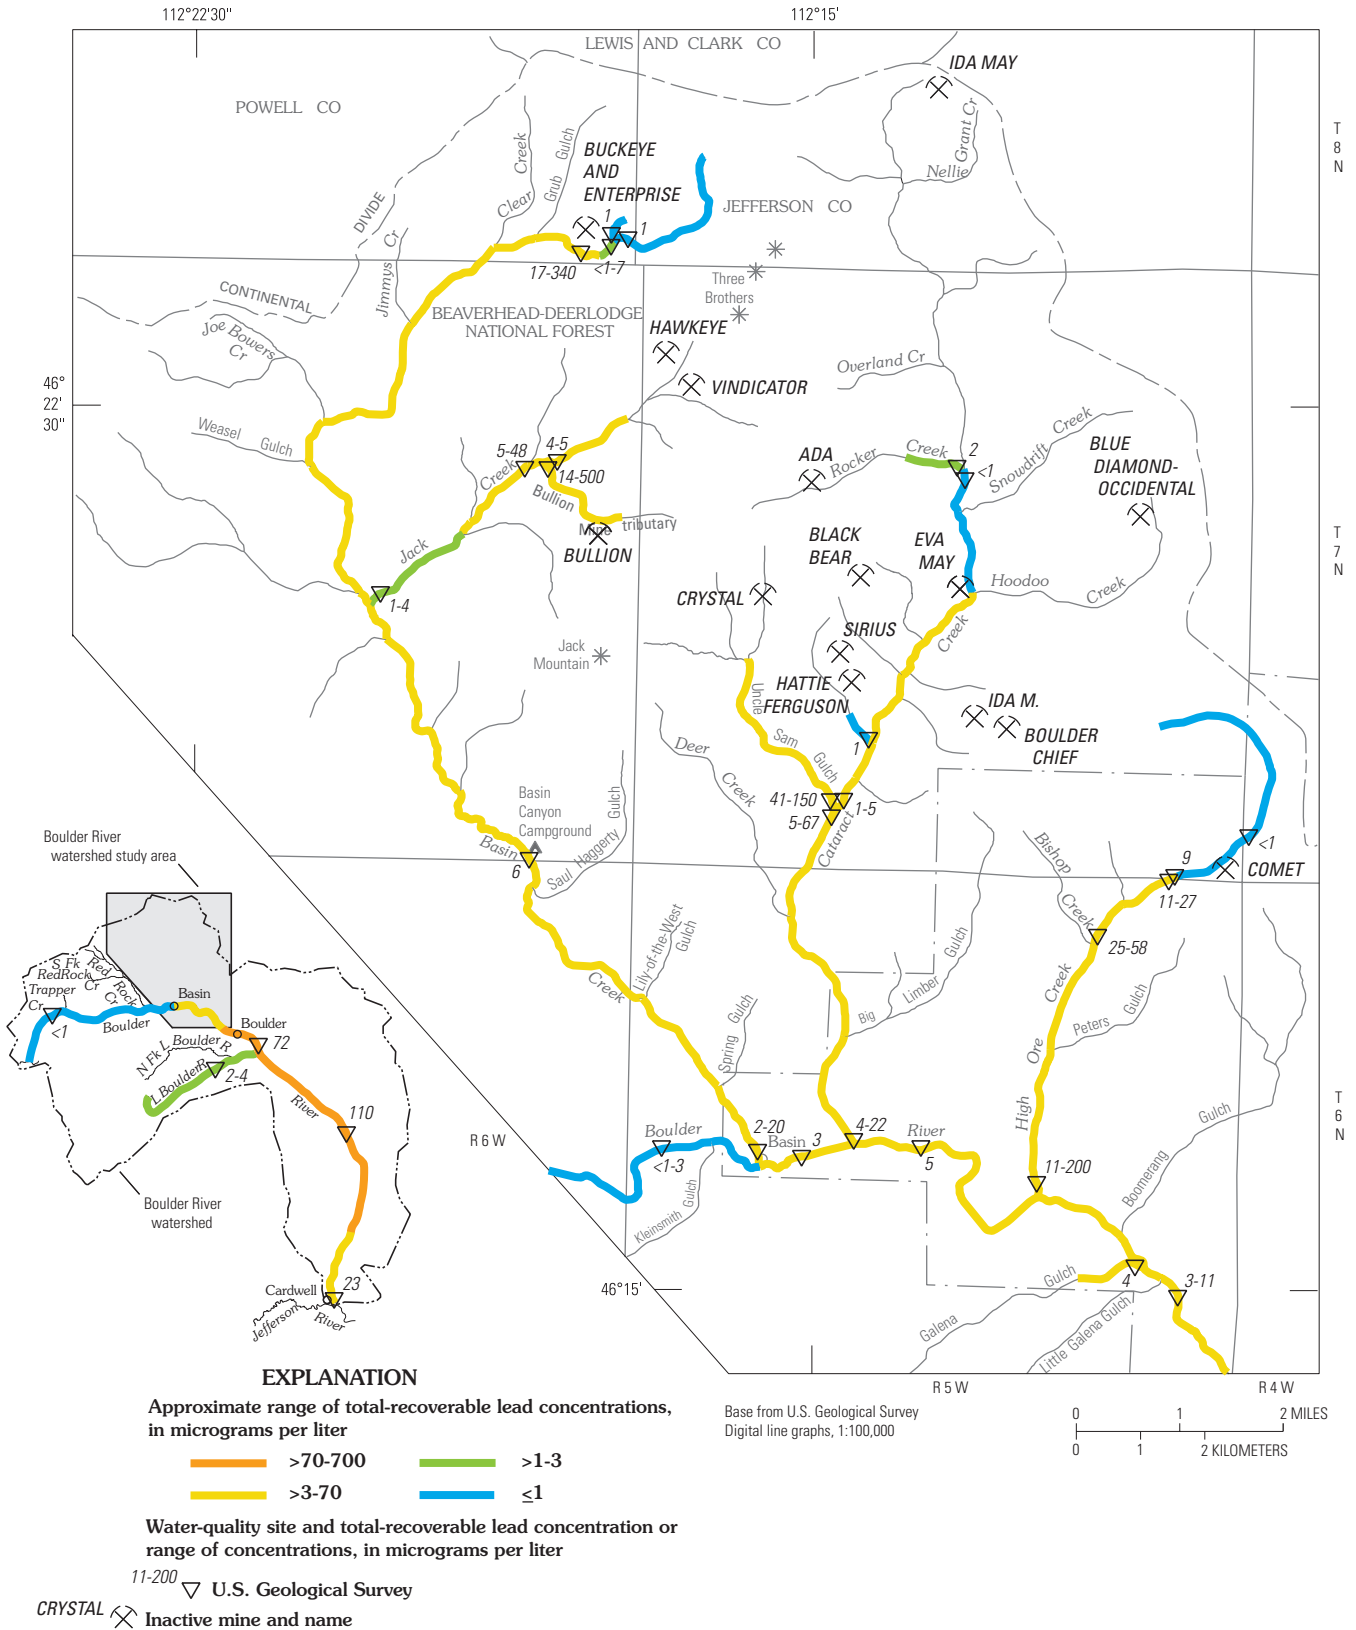 112°22'30"
112°15'
LEWIS AND CLARK CO
IDA MAY
POWELL CO
T
8
N
Grant Cr
Nellie
Creek
Clear
Grub Gulch
BUCKEYE
AND
ENTERPRISE
JEFFERSON CO
DIVIDE
1
1
Jimmys Cr
17-340
<1-7
Three
Brothers
CONTINENTAL
BEAVERHEAD-DEERLODGE
NATIONAL FOREST
Joe Bowers
Cr
HAWKEYE
VINDICATOR
Overland Cr
46°
22'
30"
Weasel Gulch
5-48
4-5
14-500
Creek
Bullion
Mine tributary
BULLION
Jack
1-4
ADA
Rocker
Creek
2
<1
Snowdrift Creek
BLUE
DIAMOND-
OCCIDENTAL
BLACK
BEAR
EVA
MAY
T
7
N
Hoodoo
Creek
CRYSTAL
SIRIUS
Creek
Jack
Mountain
HATTIE
FERGUSON
Uncle
Sam
Gulch
IDA M.
BOULDER
CHIEF
1
Deer
Creek
41-150
1-5
5-67
Cataract
Basin
Canyon
Campground
Gulch
Saul Haggerty
Basin
6
Bishop
Creek
9
<1
COMET
11-27
25-58
Boulder River
watershed study area
Lily-of-the-West
Gulch
Creek
Big Limber Gulch
Creek
Peters Gulch
Ore
High
Spring Gulch
S Fk
RedRock
Cr
Red
Rock
Cr
Trapper
Cr
<1
Basin
Boulder
Boulder
72
N Fk L Boulder R
L Boulder R
2-4
River
110
R 6 W
Boulder
<1-3
2-20
Basin
3
4-22
River
5
11-200
Boomerang
Gulch
T
6
N
Kleinsmith Gulch
Boulder River
watershed
Cardwell
23
Jefferson
River
46°15'
Galena
Gulch
4
3-11
Little Galena Gulch
R 5 W
R 4 W
EXPLANATION
Approximate range of total-recoverable lead concentrations,
in micrograms per liter
>70-700
>1-3
>3-70
≤1
Water-quality site and total-recoverable lead concentration or
range of concentrations, in micrograms per liter
11-200
U.S. Geological Survey
CRYSTAL
Inactive mine and name
Base from U.S. Geological Survey
Digital line graphs, 1:100,000
0 1 2 MILES
0 1 2 KILOMETERS